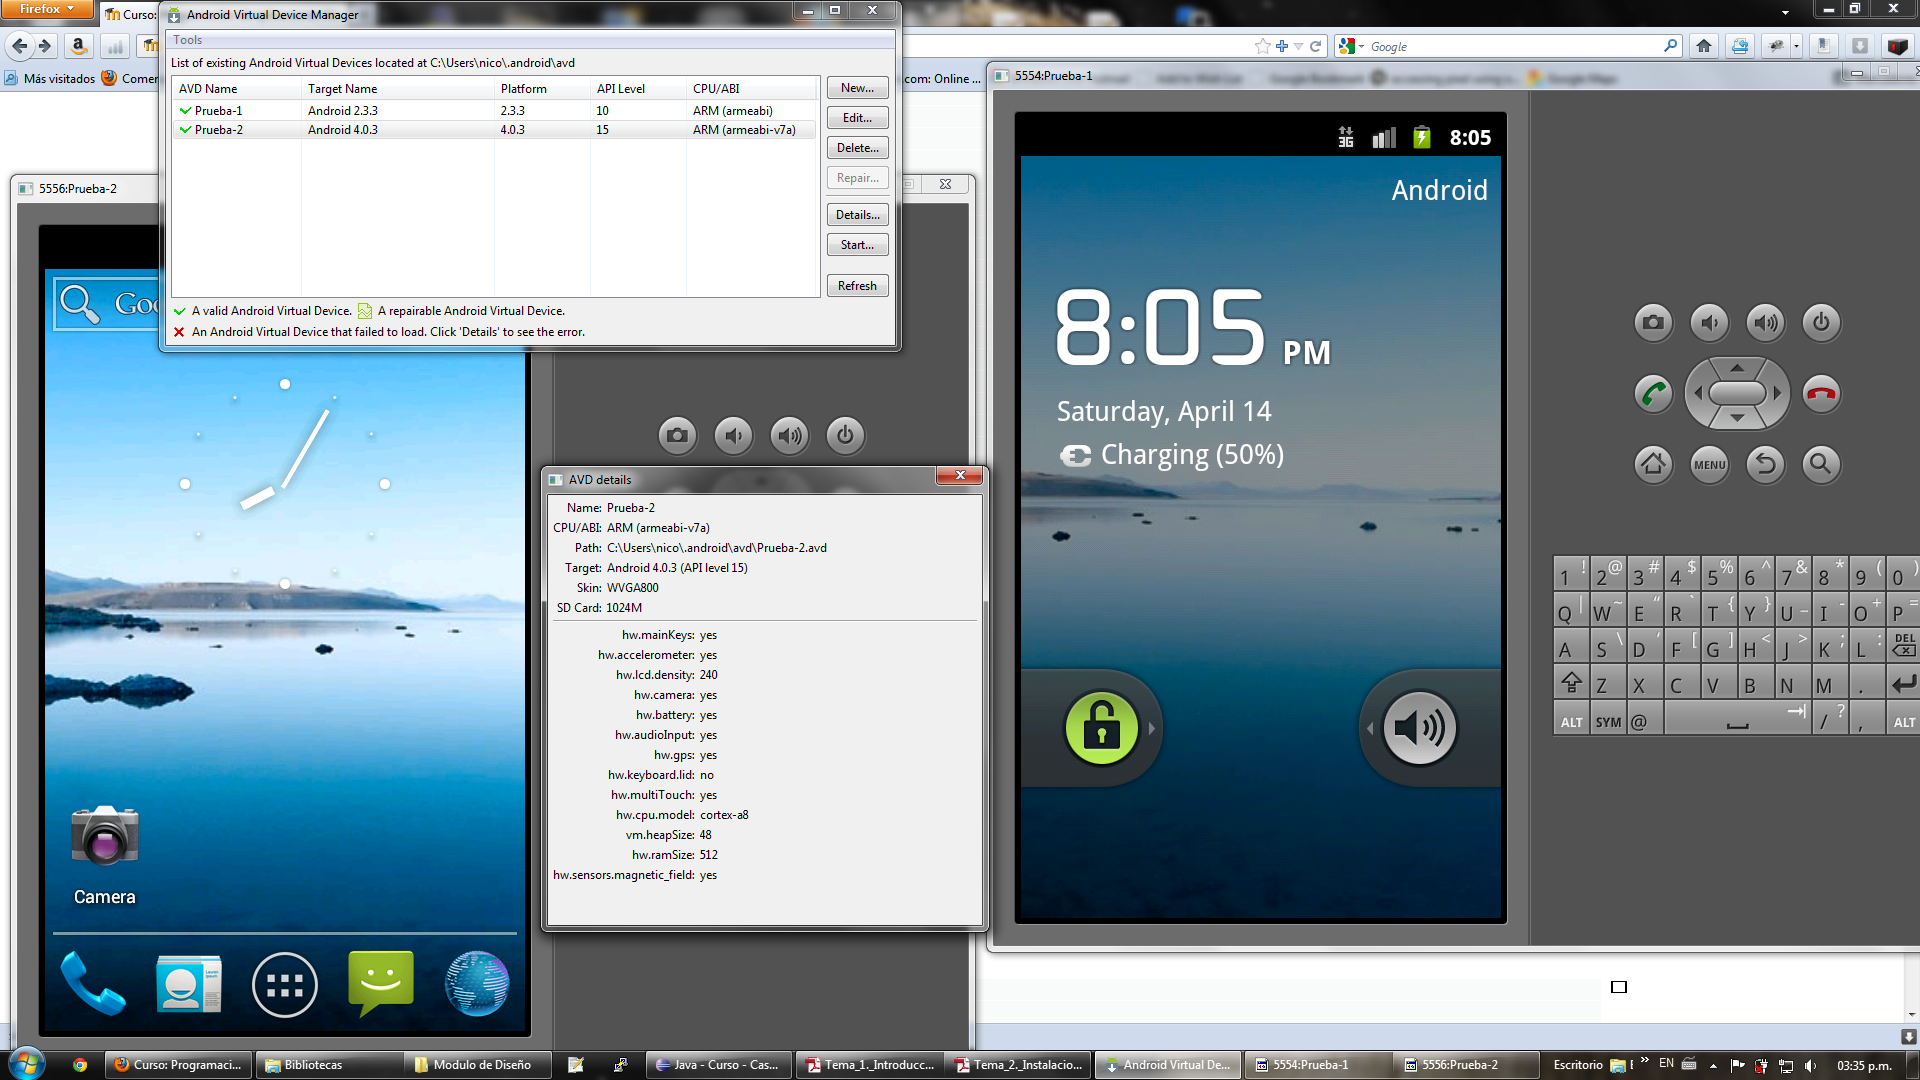 Firefox
Curso:
Android Virtual Device Manager
Tools
List of existing Android Virtual Devices located at C:\Users\nico\.android\avd
AVD Name Target Name Platform API Level CPU/ABI
Prueba-1 Android 2.3.3 2.3.3 10 ARM (armeabi)
Prueba-2 Android 4.0.3 4.0.3 15 ARM (armeabi-v7a)
New...
Edit...
Delete...
Repair...
Details...
Start...
Refresh
A valid Android Virtual Device. A repairable Android Virtual Device.
An Android Virtual Device that failed to load. Click 'Details' to see the error.
Google
Más visitados
Comer
.com: Online ...
5556:Prueba-2
Goo
Camera
AVD details
Name: Prueba-2
CPU/ABI: ARM (armeabi-v7a)
Path: C:\Users\nico\.android\avd\Prueba-2.avd
Target: Android 4.0.3 (API level 15)
Skin: WVGA800
SD Card: 1024M
hw.mainKeys: yes
hw.accelerometer: yes
hw.lcd.density: 240
hw.camera: yes
hw.battery: yes
hw.audioInput: yes
hw.gps: yes
hw.keyboard.lid: no
hw.multiTouch: yes
hw.cpu.model: cortex-a8
vm.heapSize: 48
hw.ramSize: 512
hw.sensors.magnetic_field: yes
5554:Prueba-1
3G 8:05
Android
8:05 PM
Saturday, April 14
Charging (50%)
MENU
1 ! 2 @ 3 # 4 $ 5 % 6 ^ 7 & 8 * 9 ( 0 )
Q | W ~ E " R ` T { Y } U _ I - O + P =
A S \ D ' F [ G ] H < J > K ; L : DEL
Z X C V B N M .
ALT SYM @ / ? , ALT
Curso: Programaci...
Bibliotecas
Modulo de Diseño
Java - Curso - Cas...
Tema_1._Introducc...
Tema_2._Instalacio...
Android Virtual De...
5554:Prueba-1
5556:Prueba-2
Escritorio
EN
03:35 p.m.